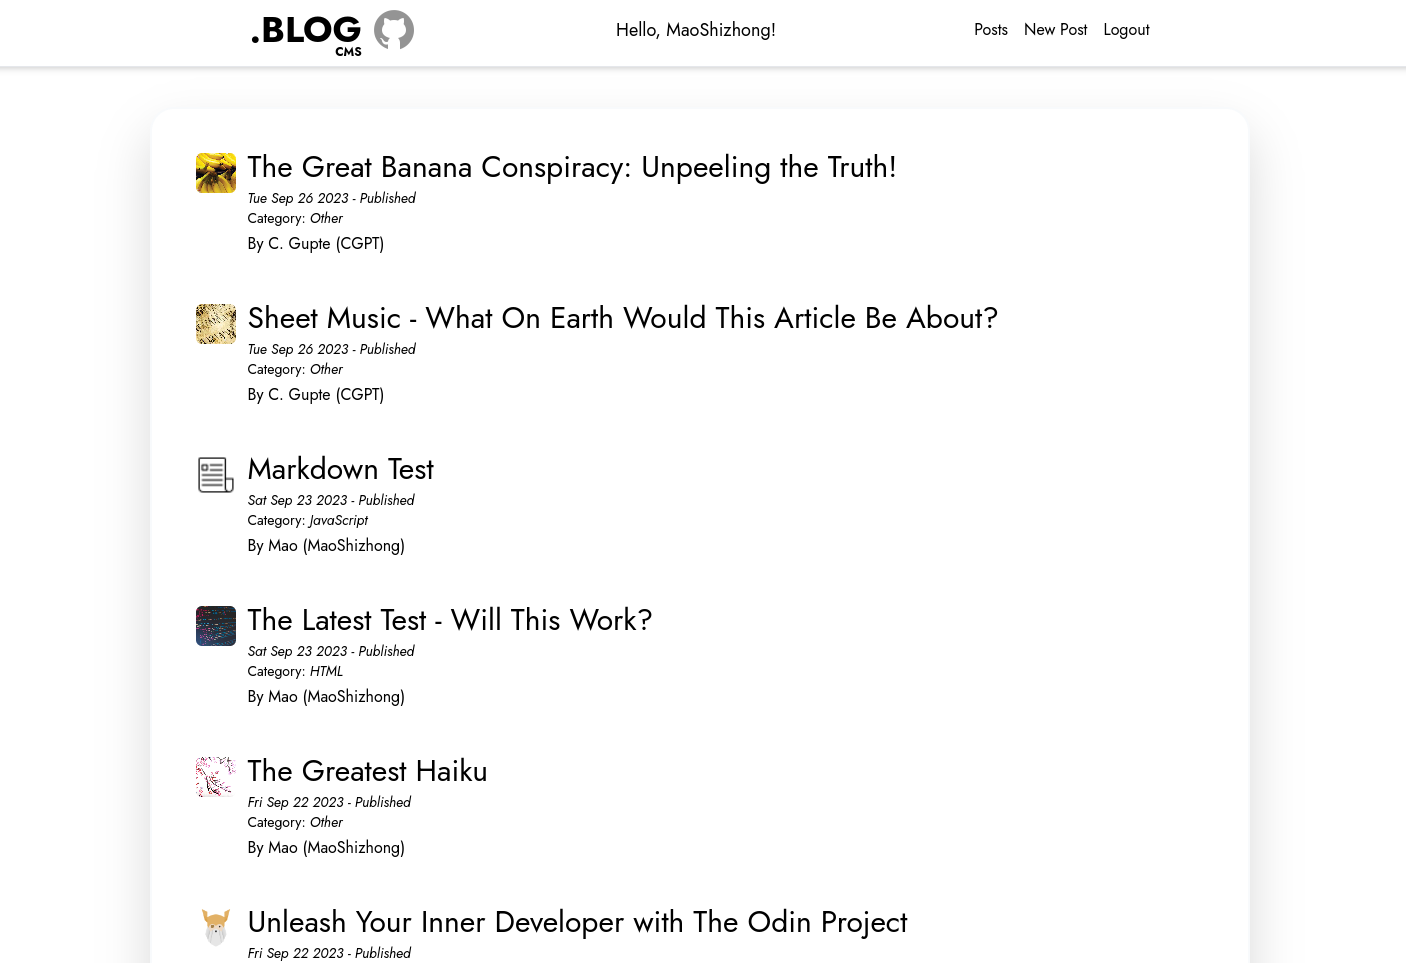 .BLOG
CMS
Hello, MaoShizhong!
Posts New Post Logout
The Great Banana Conspiracy: Unpeeling the Truth!
Tue Sep 26 2023 - Published
Category: Other
By C. Gupte (CGPT)
Sheet Music - What On Earth Would This Article Be About?
Tue Sep 26 2023 - Published
Category: Other
By C. Gupte (CGPT)
Markdown Test
Sat Sep 23 2023 - Published
Category: JavaScript
By Mao (MaoShizhong)
The Latest Test - Will This Work?
Sat Sep 23 2023 - Published
Category: HTML
By Mao (MaoShizhong)
The Greatest Haiku
Fri Sep 22 2023 - Published
Category: Other
By Mao (MaoShizhong)
Unleash Your Inner Developer with The Odin Project
Fri Sep 22 2023 - Published